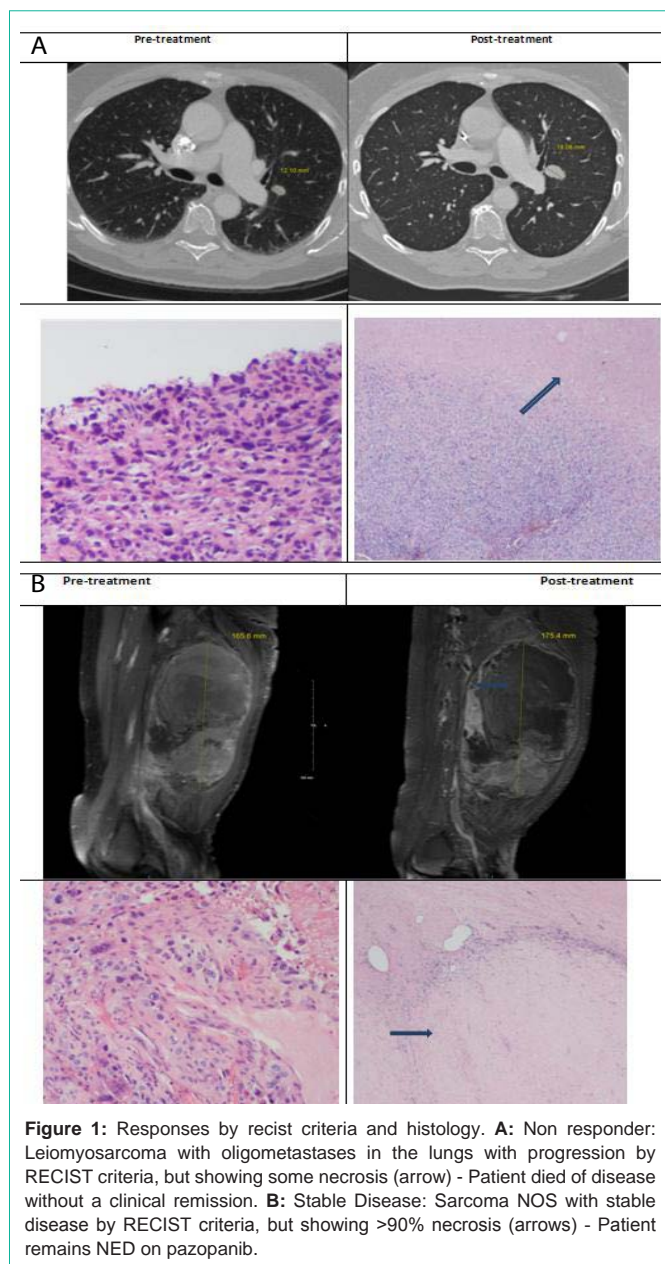 A
Pre-treatment Post-treatment
12.10 mm
B
Pre-treatment Post-treatment
165.6 mm
175.4 mm
Figure 1: Responses by recist criteria and histology. A: Non responder:
Leiomyosarcoma with oligometastases in the lungs with progression by
RECIST criteria, but showing some necrosis (arrow) - Patient died of disease
without a clinical remission. B: Stable Disease: Sarcoma NOS with stable
disease by RECIST criteria, but showing >90% necrosis (arrows) - Patient
remains NED on pazopanib.